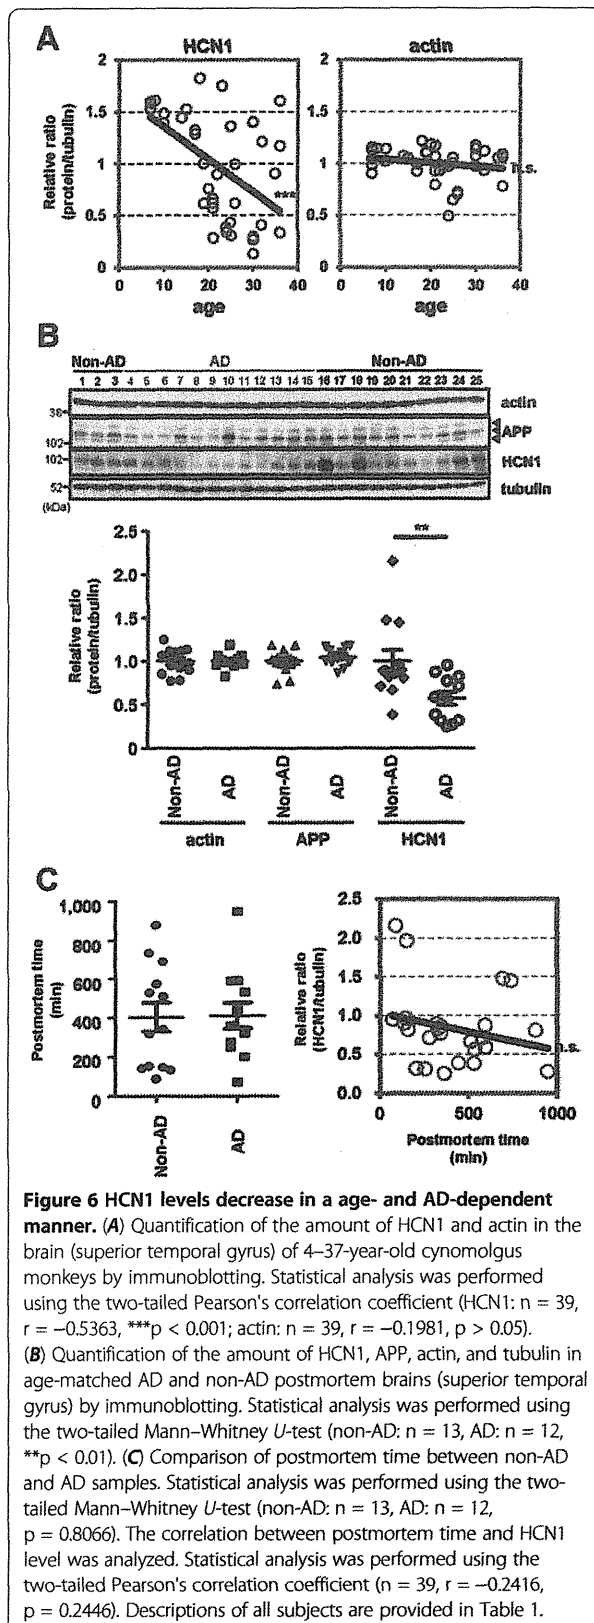 A
HCN1
actin
Relative ratio
(protein/tubulin)
2
1.5
1
0.5
0
***
0 10 20 30 40
age
2
1.5
1
0.5
0
n.s.
0 10 20 30 40
age
B
Non-AD AD Non-AD
1 2 3 4 5 6 7 8 9 10 11 12 13 14 15 16 17 18 19 20 21 22 23 24 25
38
actin
102
APP
102
HCN1
52
tubulin
(kDa)
Relative ratio
(protein/tubulin)
2.5
2.0
1.5
1.0
0.5
0
**
Non-AD AD Non-AD AD Non-AD AD
actin APP HCN1
C
Postmortem time
(min)
1,000
800
600
400
200
0
Non-AD AD
Relative ratio
(HCN1/tubulin)
2.5
2.0
1.5
1.0
0.5
0.0
n.s.
0 500 1000
Postmortem time
(min)
Figure 6 HCN1 levels decrease in a age- and AD-dependent
manner. (A) Quantification of the amount of HCN1 and actin in the
brain (superior temporal gyrus) of 4–37-year-old cynomolgus
monkeys by immunoblotting. Statistical analysis was performed
using the two-tailed Pearson's correlation coefficient (HCN1: n = 39,
r = −0.5363, ***p < 0.001; actin: n = 39, r = −0.1981, p > 0.05).
(B) Quantification of the amount of HCN1, APP, actin, and tubulin in
age-matched AD and non-AD postmortem brains (superior temporal
gyrus) by immunoblotting. Statistical analysis was performed using
the two-tailed Mann–Whitney U-test (non-AD: n = 13, AD: n = 12,
**p < 0.01). (C) Comparison of postmortem time between non-AD
and AD samples. Statistical analysis was performed using the two-
tailed Mann–Whitney U-test (non-AD: n = 13, AD: n = 12,
p = 0.8066). The correlation between postmortem time and HCN1
level was analyzed. Statistical analysis was performed using the
two-tailed Pearson's correlation coefficient (n = 39, r = −0.2416,
p = 0.2446). Descriptions of all subjects are provided in Table 1.